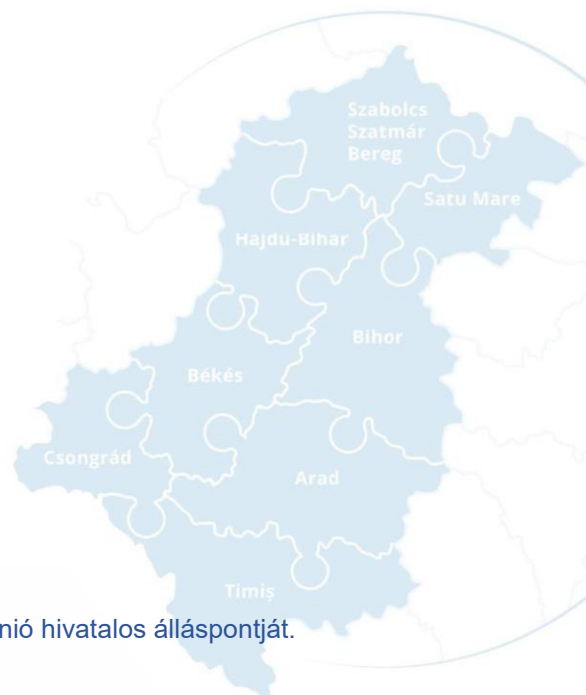 Szabolcs
Szatmár
Bereg
Satu Mare
Hajdú-Bihar
Bihor
Békés
Csongrád
Arad
Timiș
nió hivatalos álláspontját.